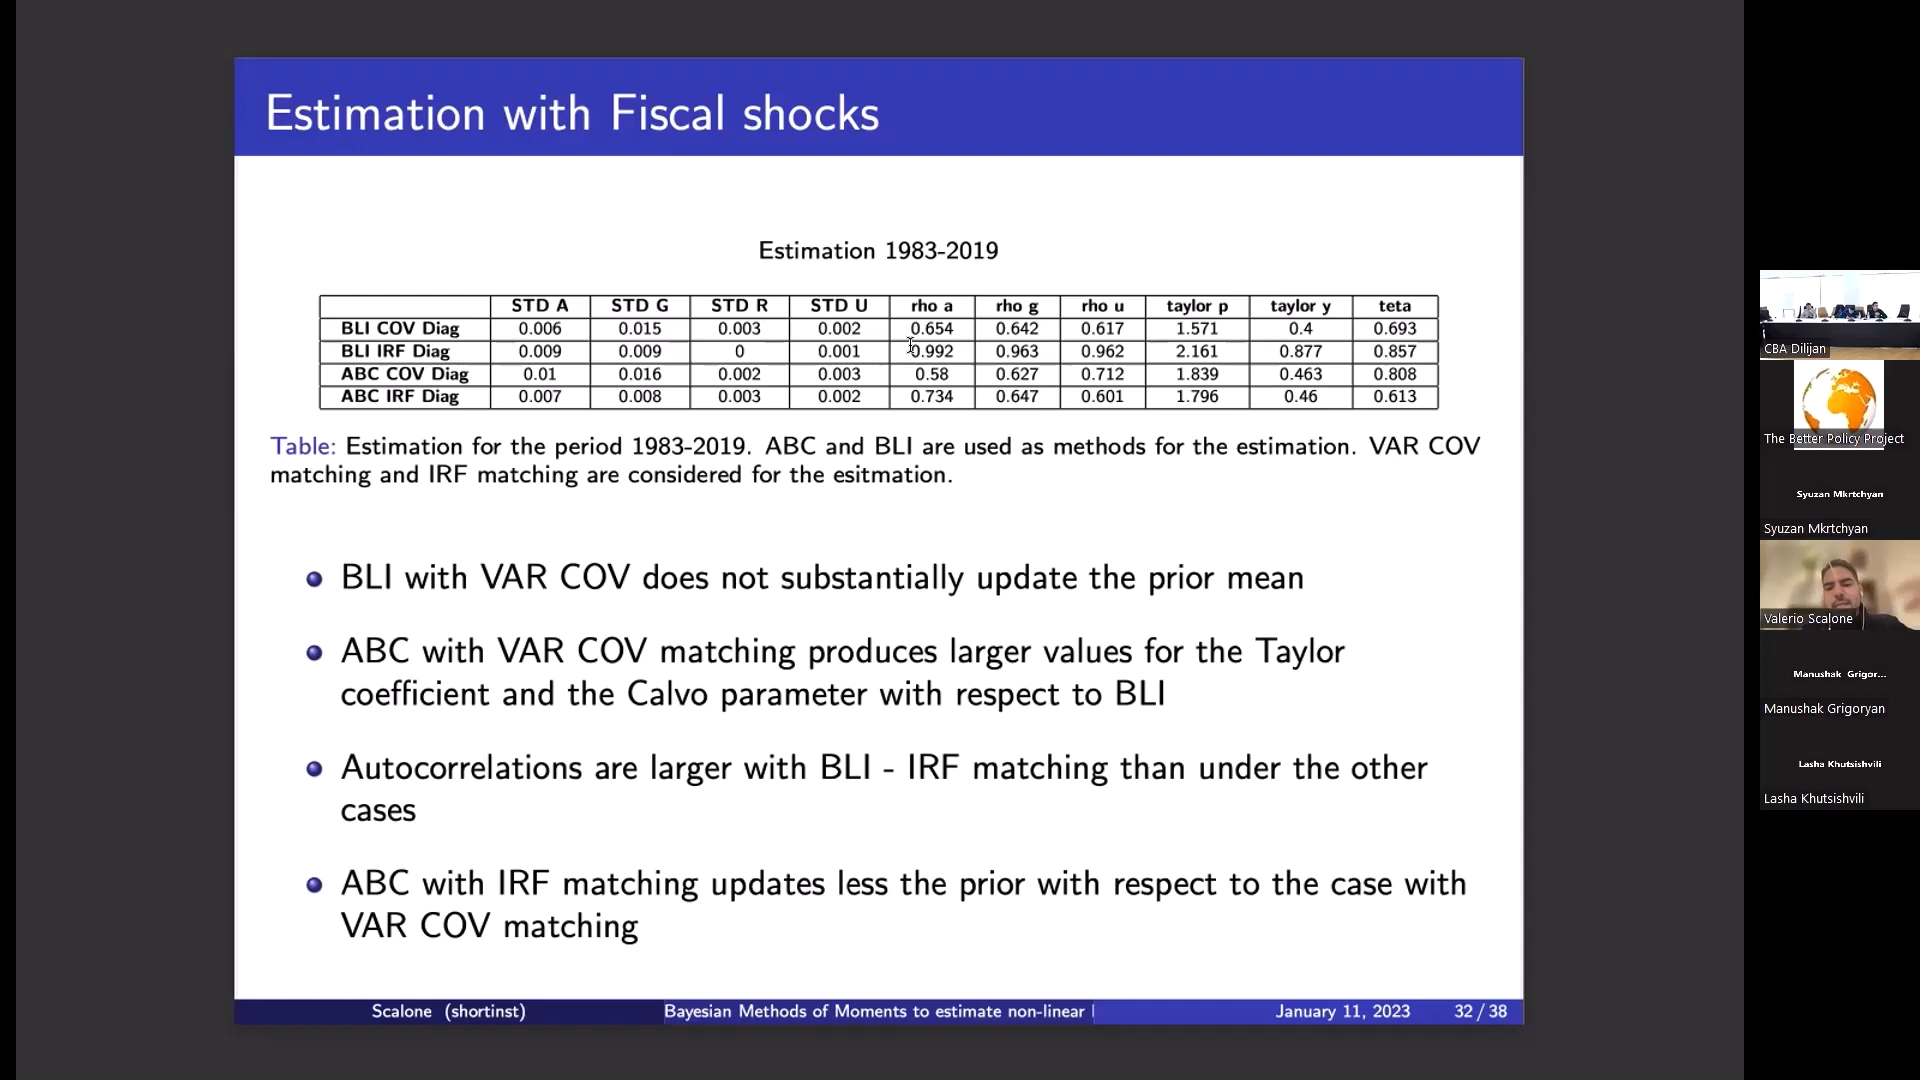 Estimation with Fiscal shocks
Estimation 1983-2019
STD A STD G STD R STD U rho a rho g rho u taylor p taylor y teta
BLI COV Diag 0.006 0.015 0.003 0.002 0.654 0.642 0.617 1.571 0.4 0.693
BLI IRF Diag 0.009 0.009 0 0.001 0.992 0.963 0.962 2.161 0.877 0.857
ABC COV Diag 0.01 0.016 0.002 0.003 0.58 0.627 0.712 1.839 0.463 0.808
ABC IRF Diag 0.007 0.008 0.003 0.002 0.734 0.647 0.601 1.796 0.46 0.613
Table: Estimation for the period 1983-2019. ABC and BLI are used as methods for the estimation. VAR COV
matching and IRF matching are considered for the esitmation.
BLI with VAR COV does not substantially update the prior mean
ABC with VAR COV matching produces larger values for the Taylor
coefficient and the Calvo parameter with respect to BLI
Autocorrelations are larger with BLI - IRF matching than under the other
cases
ABC with IRF matching updates less the prior with respect to the case with
VAR COV matching
Scalone (shortinst) Bayesian Methods of Moments to estimate non-linear January 11, 2023 32 / 38
CBA Dilijan
The Better Policy Project
Syuzan Mkrtchyan
Syuzan Mkrtchyan
Valerio Scalone
Manushak Grigor...
Manushak Grigoryan
Lasha Khutsishvili
Lasha Khutsishvili